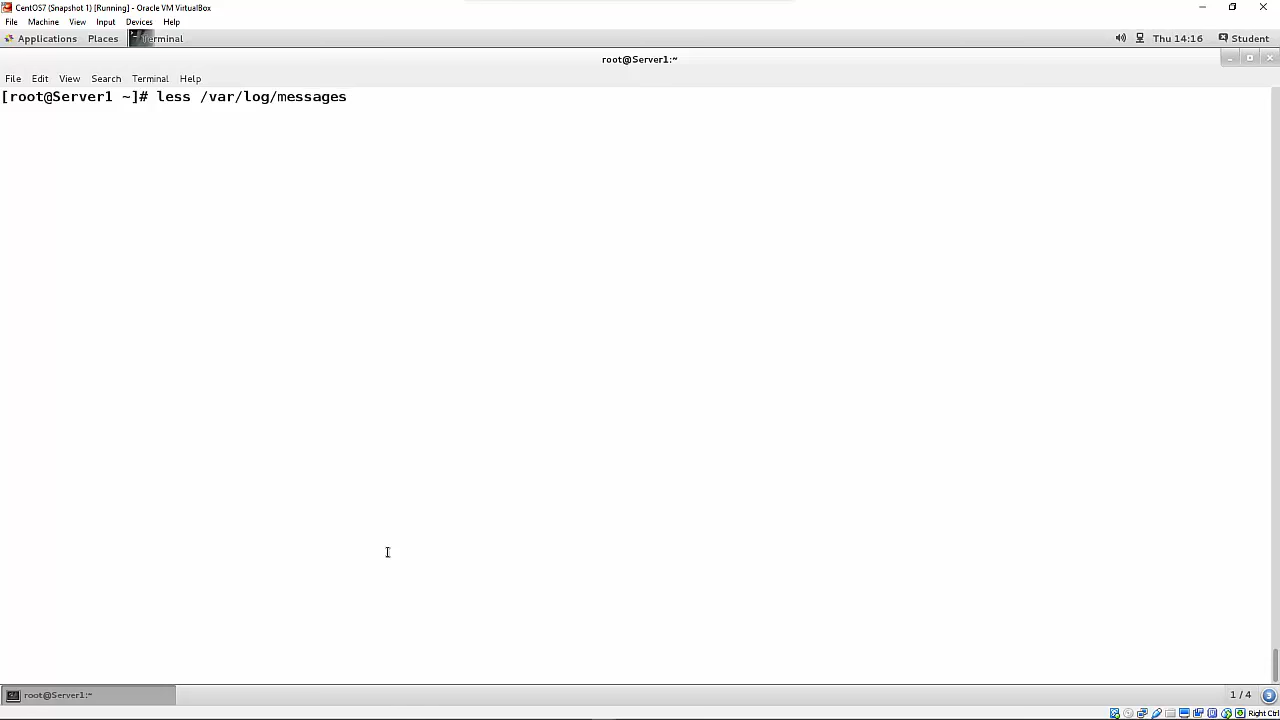 CentOS7 (Snapshot 1) [Running] - Oracle VM VirtualBox
File Machine View Input Devices Help
Applications Places Terminal Thu 14:16 Student
root@Server1:~
File Edit View Search Terminal Help
[root@Server1 ~]# less /var/log/messages
root@Server1:~ 1 / 4 3
Right Ctrl